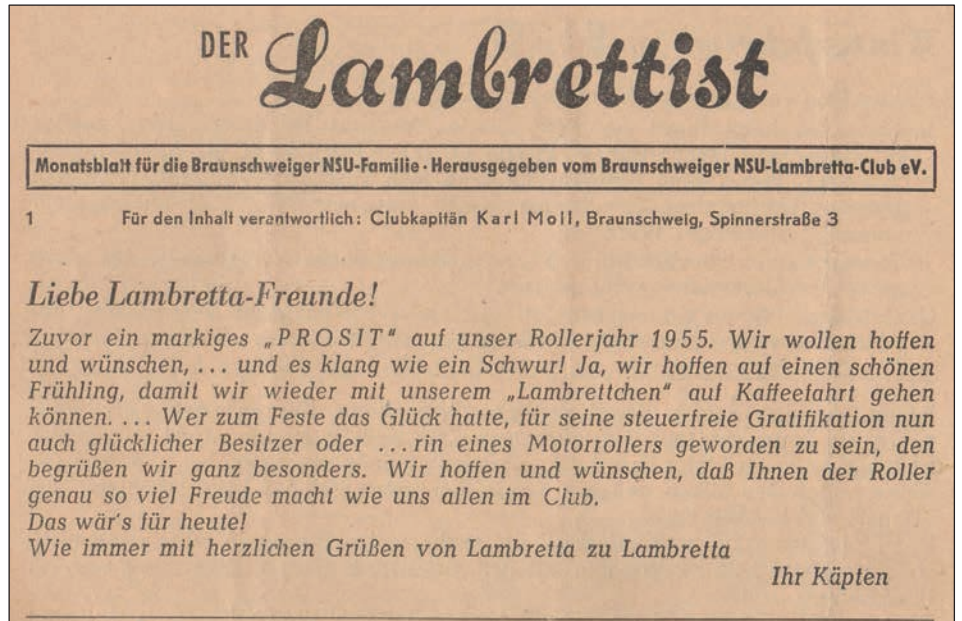 DER Lambrettist
Monatsblatt für die Braunschweiger NSU-Familie · Herausgegeben vom Braunschweiger NSU-Lambretta-Club eV.
1 Für den Inhalt verantwortlich: Clubkapitän Karl Moll, Braunschweig, Spinnerstraße 3
Liebe Lambretta-Freunde!
Zuvor ein markiges „PROSIT" auf unser Rollerjahr 1955. Wir wollen hoffen
und wünschen, ... und es klang wie ein Schwur! Ja, wir hoffen auf einen schönen
Frühling, damit wir wieder mit unserem „Lambrettchen" auf Kaffeefahrt gehen
können. ... Wer zum Feste das Glück hatte, für seine steuerfreie Gratifikation nun
auch glücklicher Besitzer oder ...rin eines Motorrollers geworden zu sein, den
begrüßen wir ganz besonders. Wir hoffen und wünschen, daß Ihnen der Roller
genau so viel Freude macht wie uns allen im Club.
Das wär's für heute!
Wie immer mit herzlichen Grüßen von Lambretta zu Lambretta
Ihr Käpten